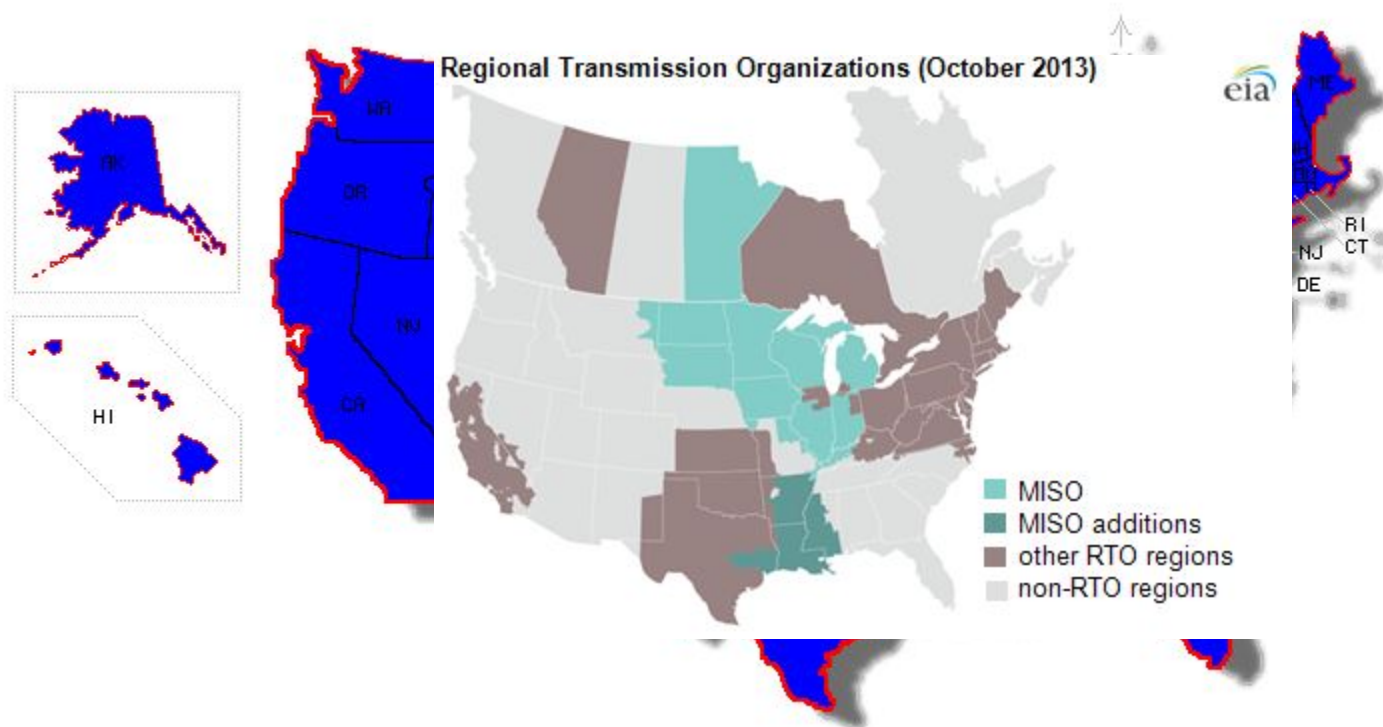 Regional Transmission Organizations (October 2013)
eia
WA
ME
AK
OR
NH
RI
CT
NJ
DE
NV
CA
HI
MISO
MISO additions
other RTO regions
non-RTO regions